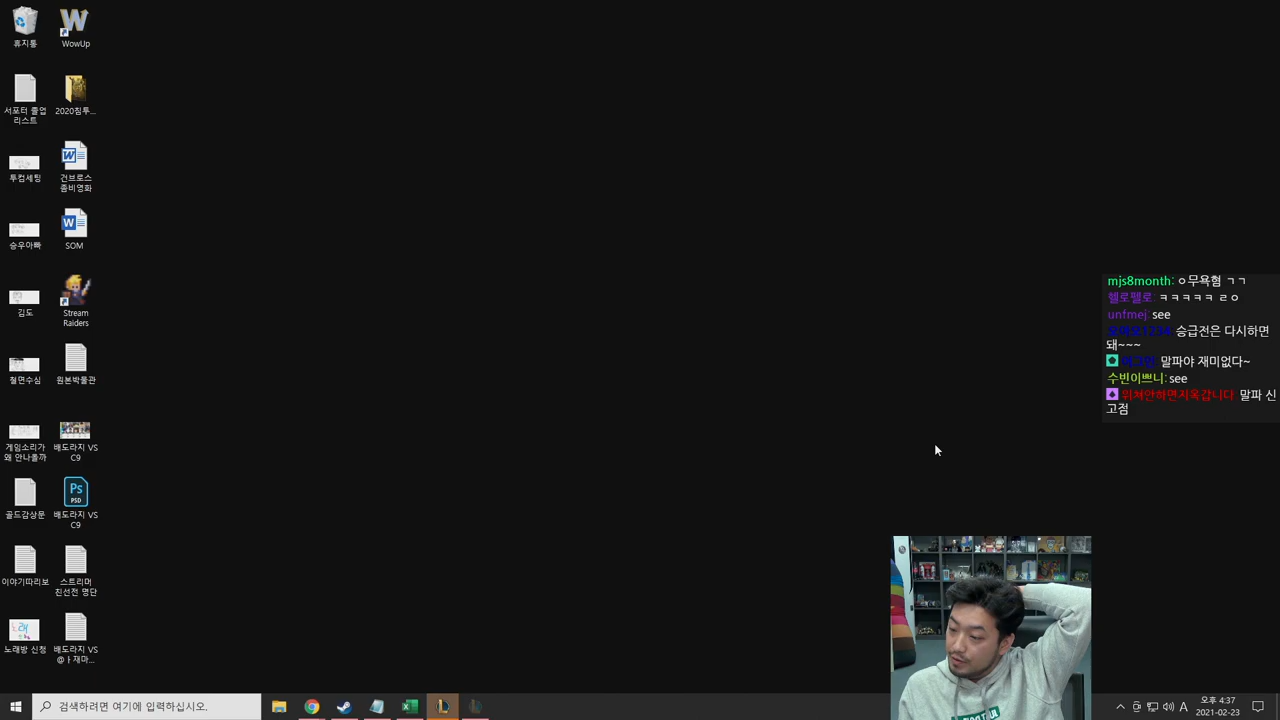 휴지통
WowUp
서포터 졸업
리스트
2020침투...
투컴세팅
건브로스
좀비영화
승우아빠
SOM
김도
Stream
Raiders
철면수심
원본박물관
게임소리가
왜 안나올까
배도라지 VS
C9
골드감상문
Ps
PSD
배도라지 VS
C9
이야기따리보
스트리머
친선전 명단
노래방 신청
배도라지 VS
@ㅏ재마...
mjs8month: ㅇ무욕혐 ㄱㄱ
헬로펠로: ㅋㅋㅋㅋㅋ ㄹㅇ
unfmej: see
승급전은 다시하면
돼~~~
말파야 재미없다~
수빈이쁘니: see
위쳐안하면지옥갑니다: 말파 신
고점
검색하려면 여기에 입력하십시오.
A
오후 4:37
2021-02-23